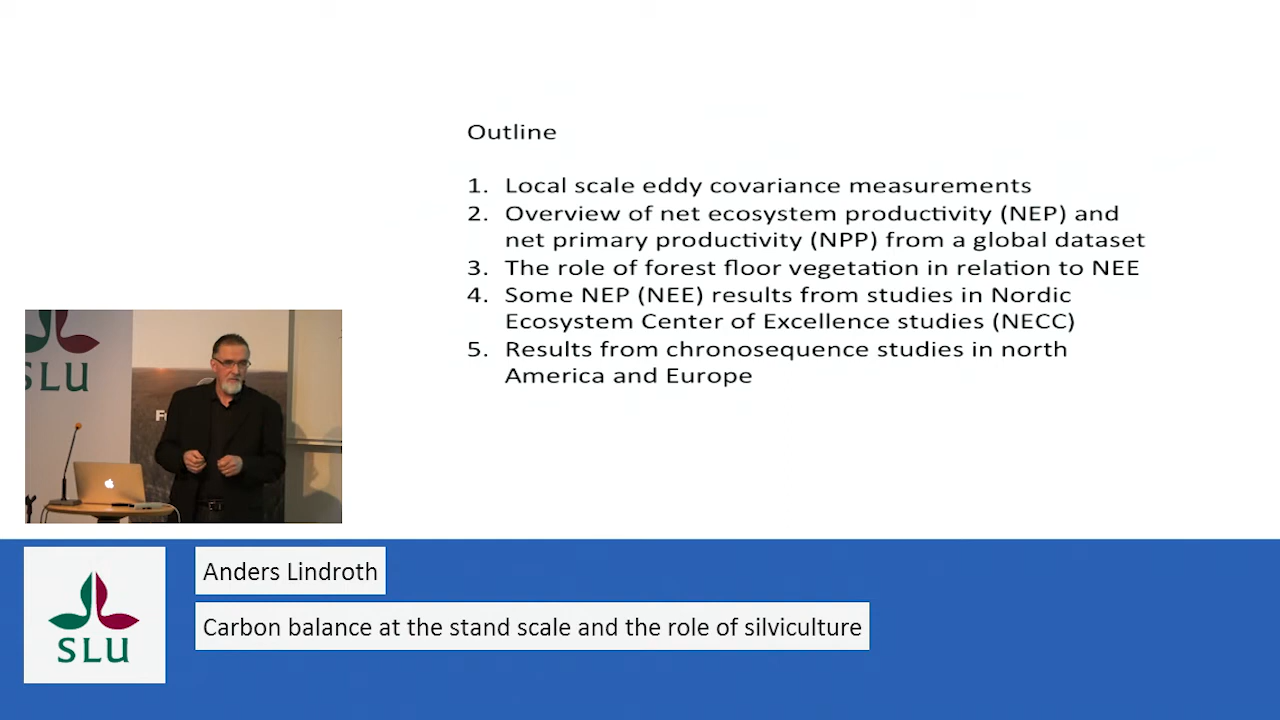 Outline
1. Local scale eddy covariance measurements
2. Overview of net ecosystem productivity (NEP) and
net primary productivity (NPP) from a global dataset
3. The role of forest floor vegetation in relation to NEE
4. Some NEP (NEE) results from studies in Nordic
Ecosystem Center of Excellence studies (NECC)
5. Results from chronosequence studies in north
America and Europe
SLU
Anders Lindroth
Carbon balance at the stand scale and the role of silviculture
SLU